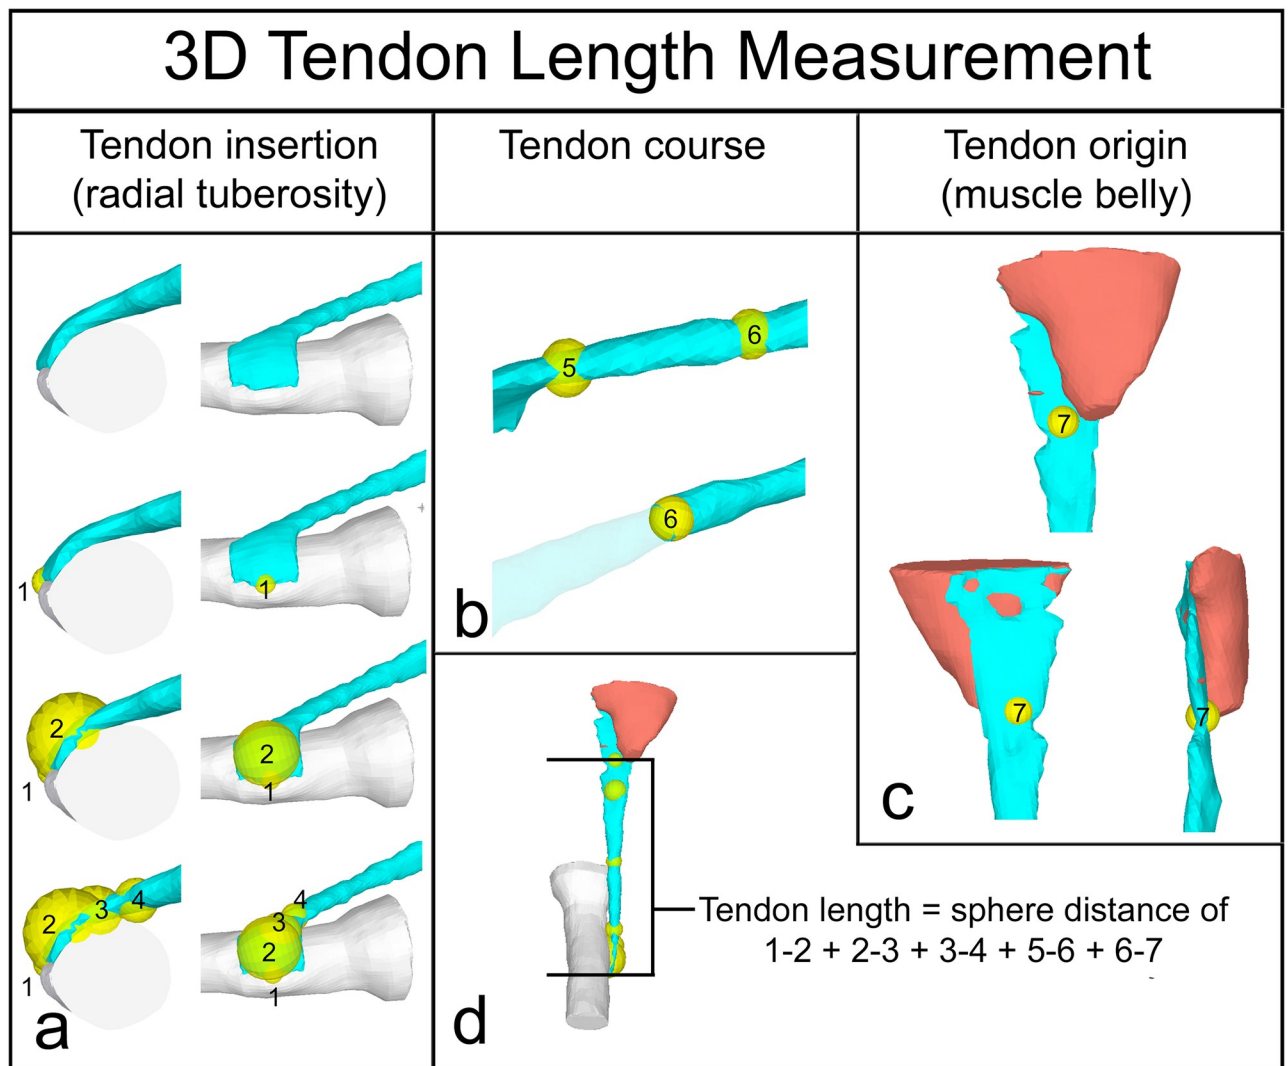 3D Tendon Length Measurement
Tendon insertion
(radial tuberosity)
Tendon course
Tendon origin
(muscle belly)
1
1
2
1
2
1
2
3
4
1
4
3
2
1
a
5
6
6
b
7
7
7
c
d
Tendon length = sphere distance of
1-2 + 2-3 + 3-4 + 5-6 + 6-7